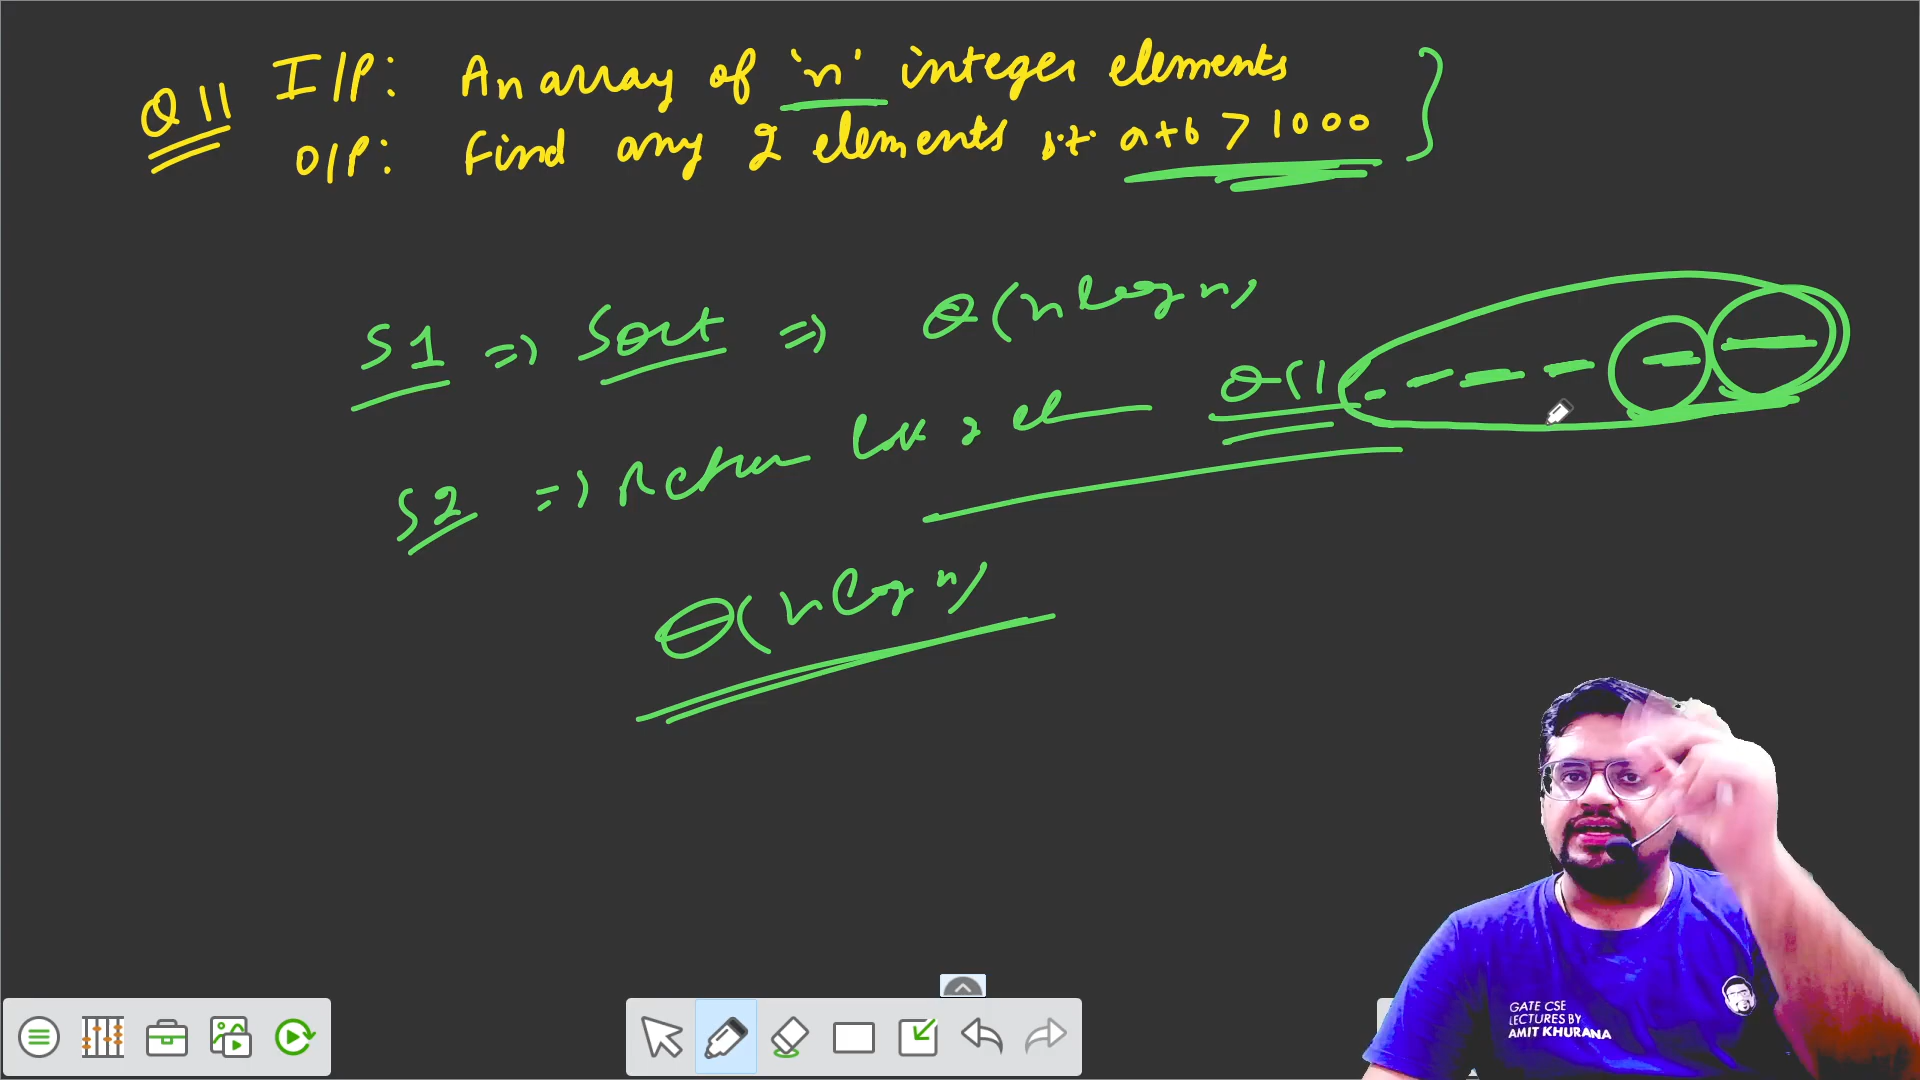 Q11 I/P: An array of 'n' integer elements
O/P: Find any 2 elements s.t. a+b > 1000
S1 => Sort => θ(n log n)
θ(1
S2 => Return last 2 el
θ(n log n)
GATE CSE
LECTURES BY
AMIT KHURANA